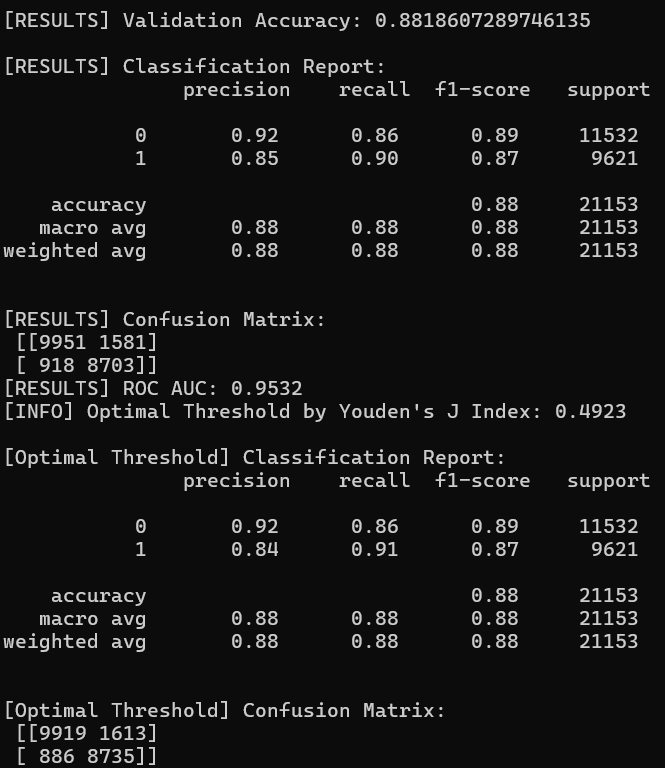 [RESULTS] Validation Accuracy: 0.8818607289746135
[RESULTS] Classification Report:
precision recall f1-score support
0 0.92 0.86 0.89 11532
1 0.85 0.90 0.87 9621
accuracy 0.88 21153
macro avg 0.88 0.88 0.88 21153
weighted avg 0.88 0.88 0.88 21153
[RESULTS] Confusion Matrix:
[[9951 1581]
[ 918 8703]]
[RESULTS] ROC AUC: 0.9532
[INFO] Optimal Threshold by Youden's J Index: 0.4923
[Optimal Threshold] Classification Report:
precision recall f1-score support
0 0.92 0.86 0.89 11532
1 0.84 0.91 0.87 9621
accuracy 0.88 21153
macro avg 0.88 0.88 0.88 21153
weighted avg 0.88 0.88 0.88 21153
[Optimal Threshold] Confusion Matrix:
[[9919 1613]
[ 886 8735]]